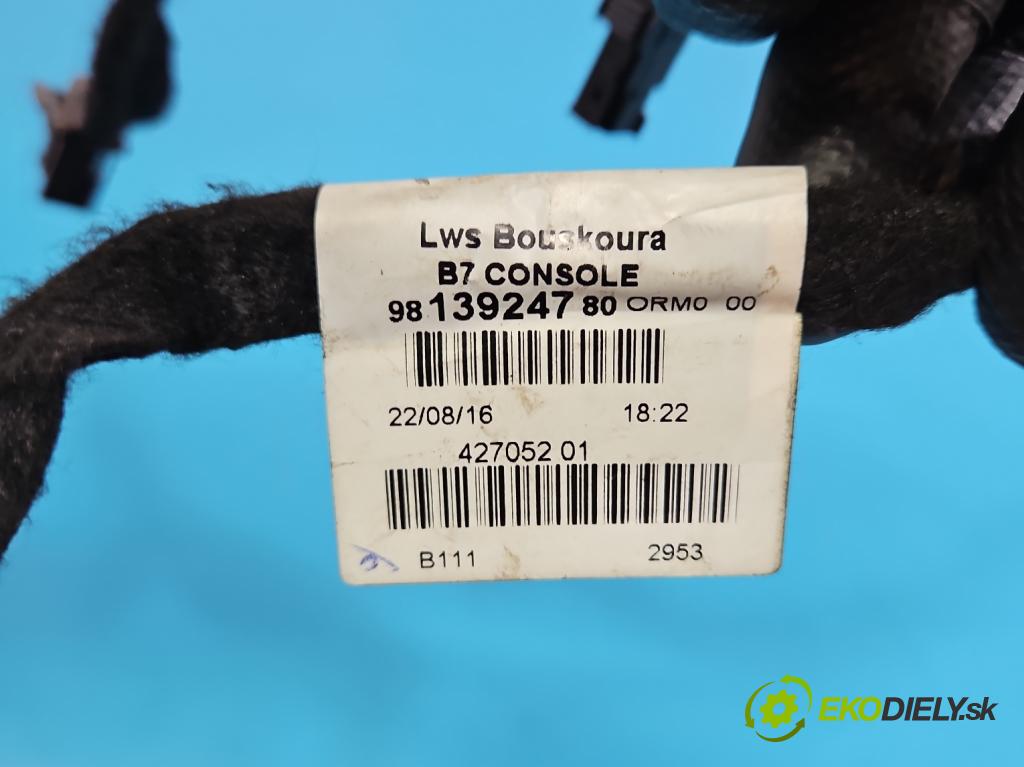 Lws Bouskoura
B7 CONSOLE
98 139247 80 ORM0 00
22/08/16 18:22
427052 01
B111 2953
EKODIELY.sk